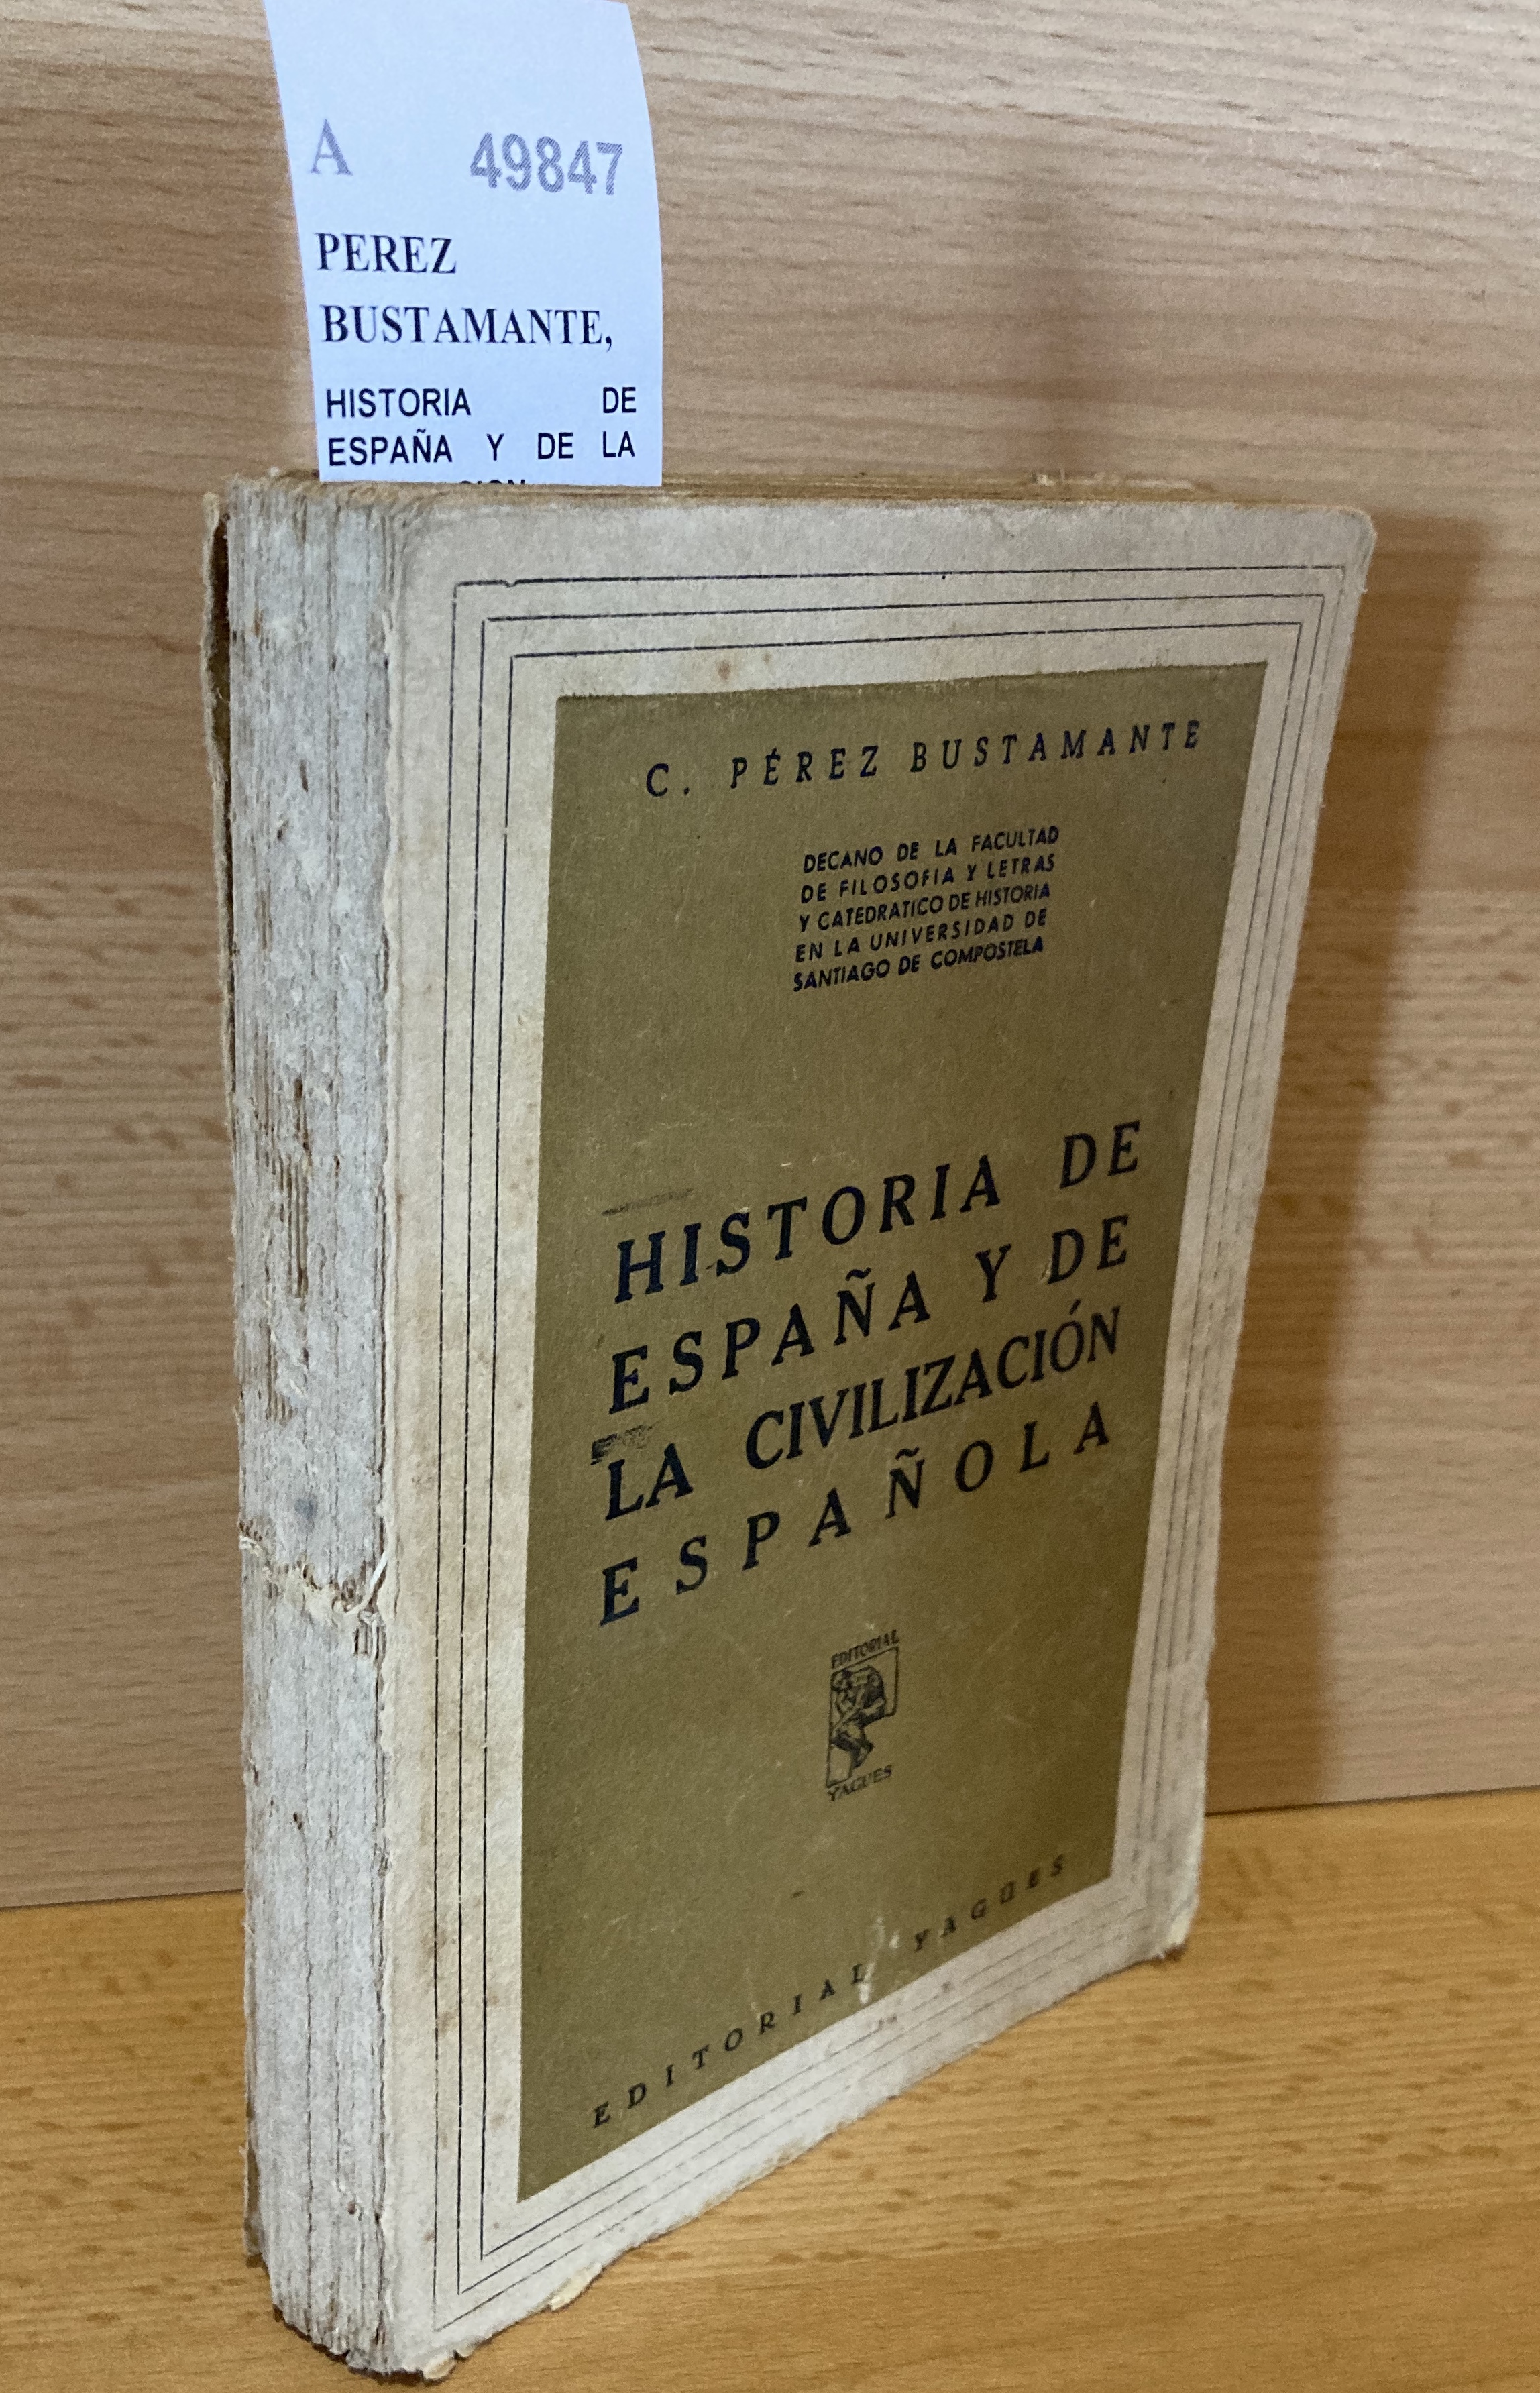 A 49847
PEREZ
BUSTAMANTE,
HISTORIA DE
ESPAÑA Y DE LA
C. PÉREZ BUSTAMANTE
DECANO DE LA FACULTAD
DE FILOSOFIA Y LETRAS
Y CATEDRATICO DE HISTORIA
EN LA UNIVERSIDAD DE
SANTIAGO DE COMPOSTELA
HISTORIA DE
ESPAÑA Y DE
LA CIVILIZACIÓN
ESPAÑOLA
EDITORIAL
YAGUES
EDITORIAL YAGÜES